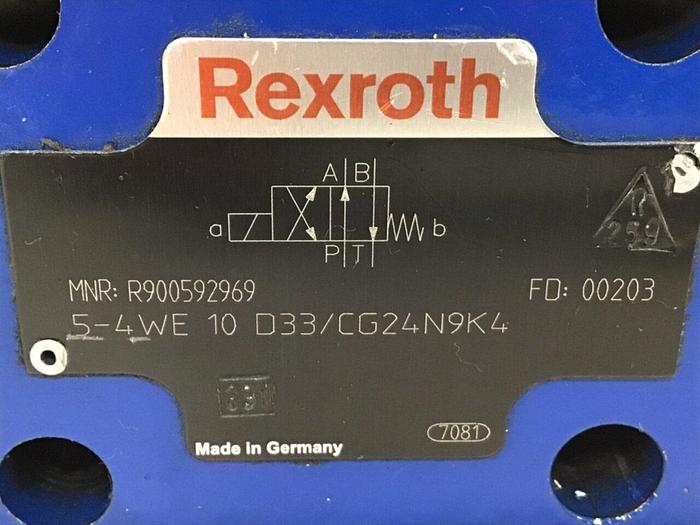 Rexroth
A B
a b
P T
MNR: R900592969 FD: 00203
5-4WE 10 D33/CG24N9K4
7081
Made in Germany